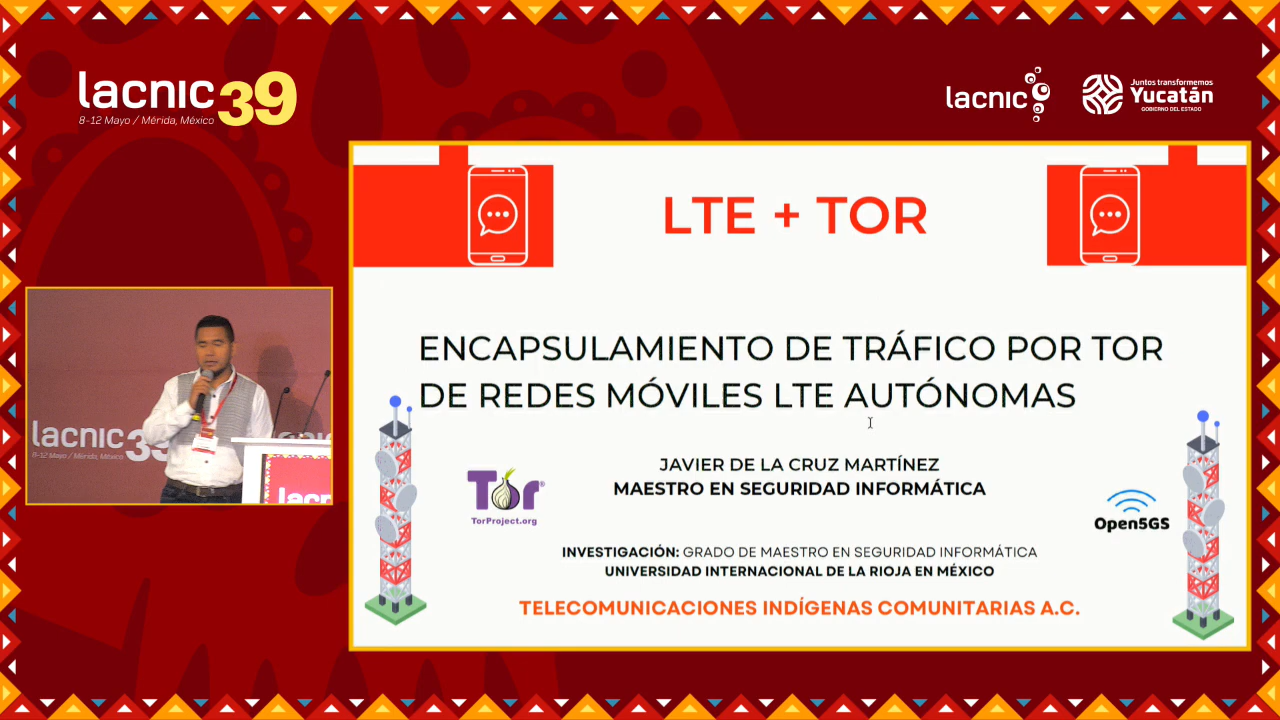 lacnic 39
8-12 Mayo / Mérida, México
lacnic
Juntos transformemos
Yucatán
GOBIERNO DEL ESTADO
LTE + TOR
ENCAPSULAMIENTO DE TRÁFICO POR TOR
DE REDES MÓVILES LTE AUTÓNOMAS
JAVIER DE LA CRUZ MARTÍNEZ
MAESTRO EN SEGURIDAD INFORMÁTICA
Tor
TorProject.org
Open5GS
INVESTIGACIÓN: GRADO DE MAESTRO EN SEGURIDAD INFORMÁTICA
UNIVERSIDAD INTERNACIONAL DE LA RIOJA EN MÉXICO
TELECOMUNICACIONES INDÍGENAS COMUNITARIAS A.C.
lacnic 39
8-12 Mayo / Mérida, México
lacnic